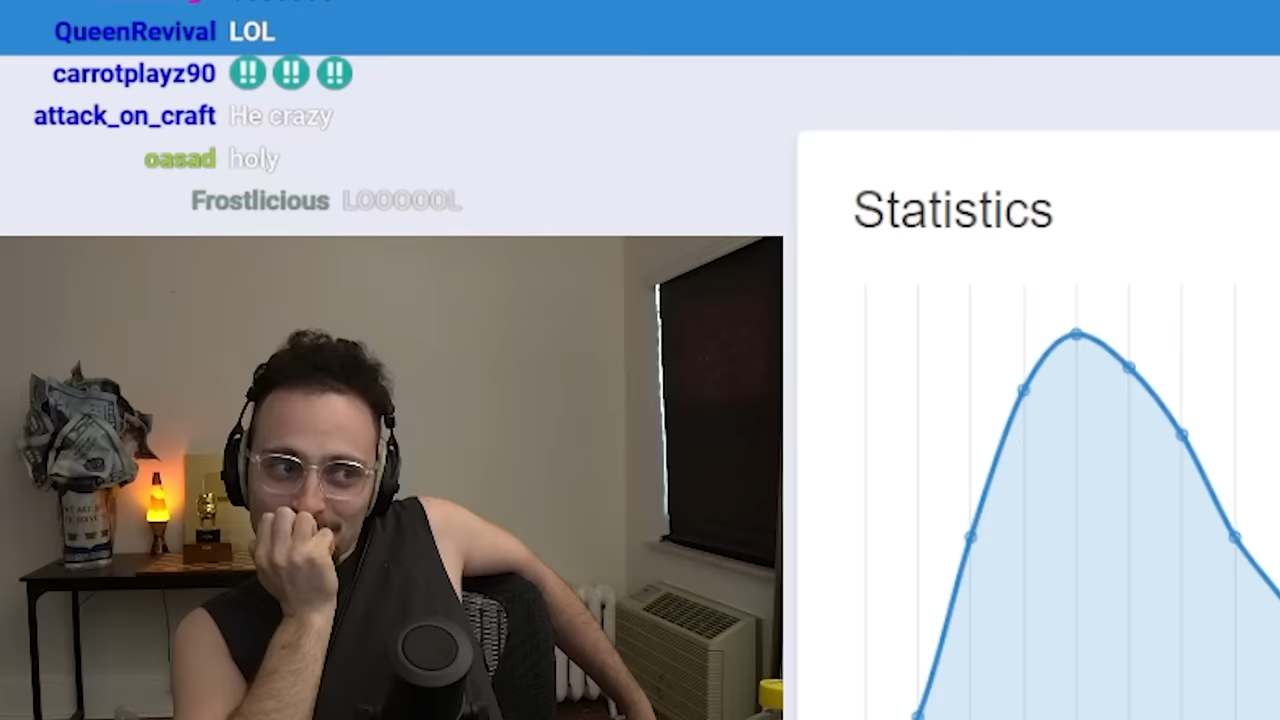 QueenRevival LOL
carrotplayz90 !! !! !!
attack_on_craft He crazy
oasad holy
Frostlicious LOOOOOL
Statistics